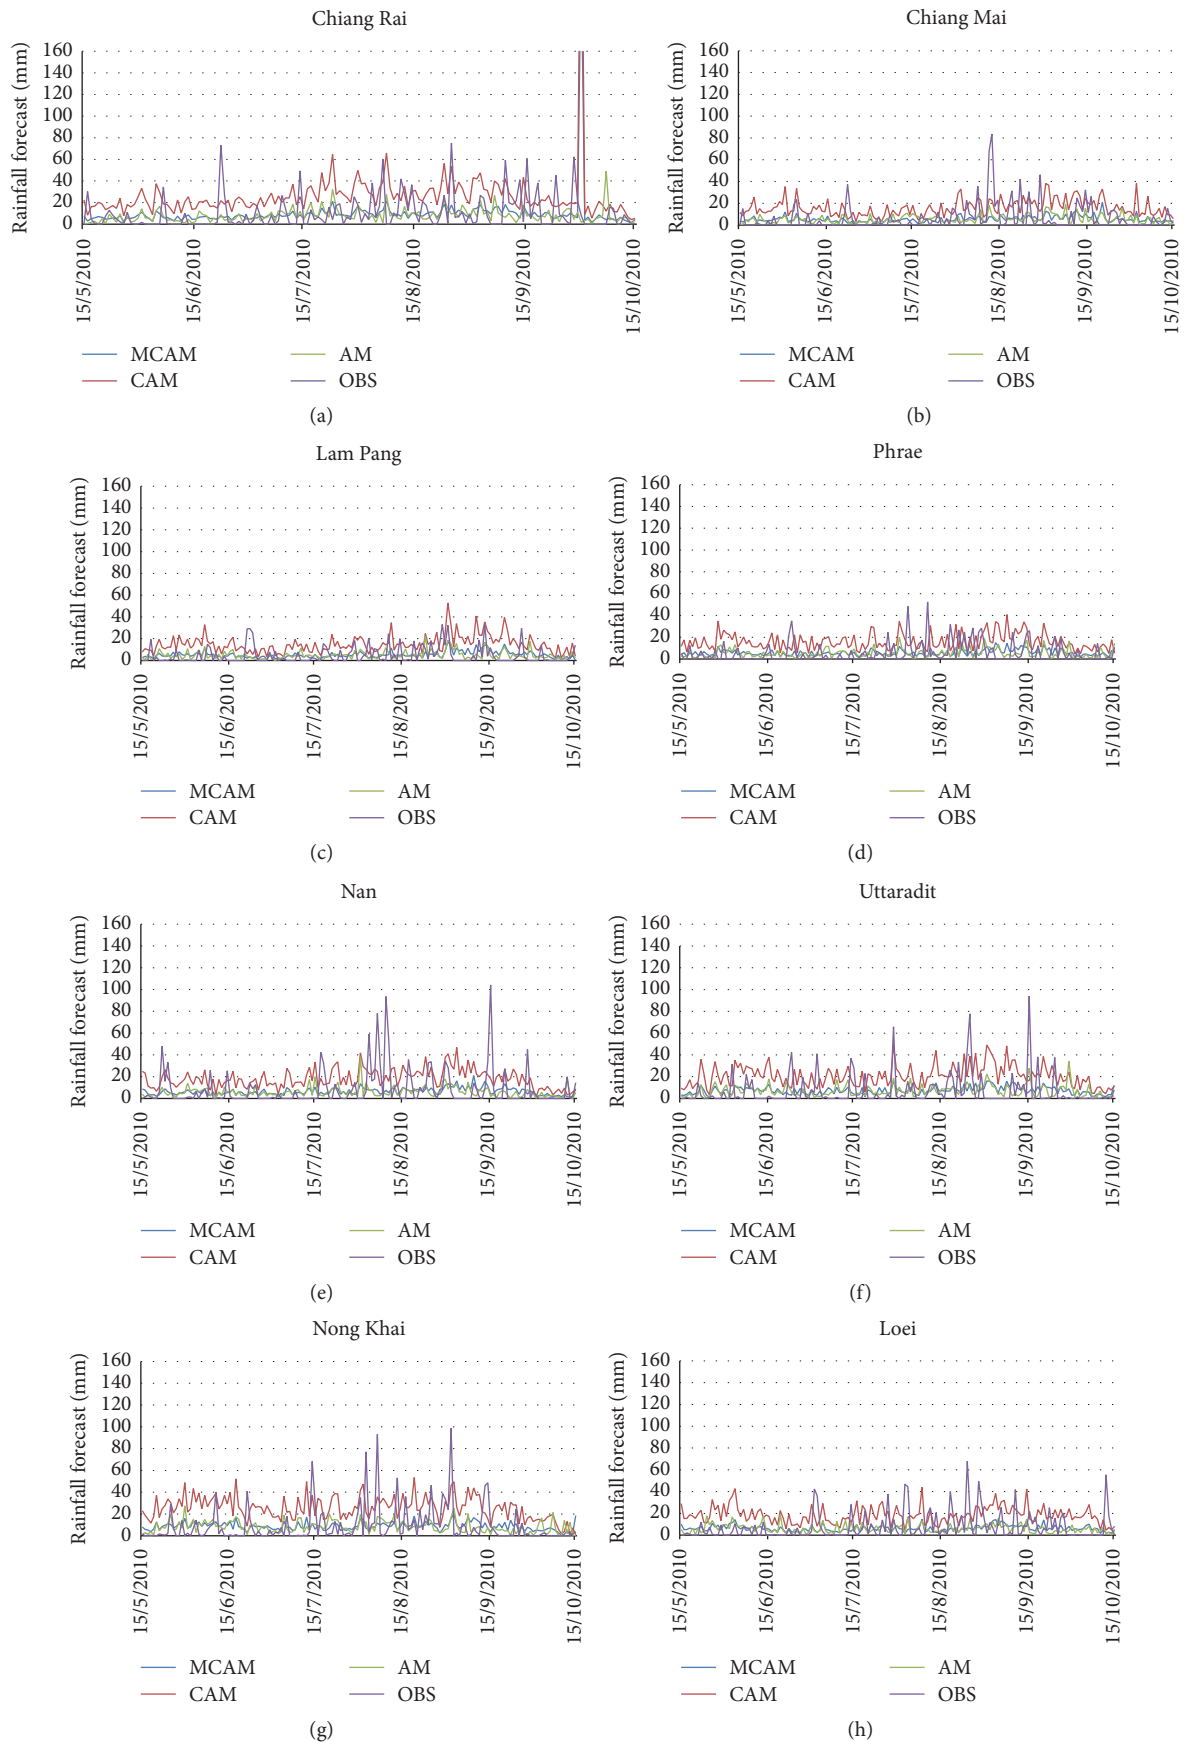 Chiang Rai
Rainfall forecast (mm)
160
140
120
100
80
60
40
20
0
15/5/2010
15/6/2010
15/7/2010
15/8/2010
15/9/2010
15/10/2010
MCAM
CAM
AM
OBS
(a)
Chiang Mai
Rainfall forecast (mm)
160
140
120
100
80
60
40
20
0
15/5/2010
15/6/2010
15/7/2010
15/8/2010
15/9/2010
15/10/2010
MCAM
CAM
AM
OBS
(b)
Lam Pang
Rainfall forecast (mm)
160
140
120
100
80
60
40
20
0
15/5/2010
15/6/2010
15/7/2010
15/8/2010
15/9/2010
15/10/2010
MCAM
CAM
AM
OBS
(c)
Phrae
Rainfall forecast (mm)
160
140
120
100
80
60
40
20
0
15/5/2010
15/6/2010
15/7/2010
15/8/2010
15/9/2010
15/10/2010
MCAM
CAM
AM
OBS
(d)
Nan
Rainfall forecast (mm)
160
140
120
100
80
60
40
20
0
15/5/2010
15/6/2010
15/7/2010
15/8/2010
15/9/2010
15/10/2010
MCAM
CAM
AM
OBS
(e)
Uttaradit
Rainfall forecast (mm)
160
140
120
100
80
60
40
20
0
15/5/2010
15/6/2010
15/7/2010
15/8/2010
15/9/2010
15/10/2010
MCAM
CAM
AM
OBS
(f)
Nong Khai
Rainfall forecast (mm)
160
140
120
100
80
60
40
20
0
15/5/2010
15/6/2010
15/7/2010
15/8/2010
15/9/2010
15/10/2010
MCAM
CAM
AM
OBS
(g)
Loei
Rainfall forecast (mm)
160
140
120
100
80
60
40
20
0
15/5/2010
15/6/2010
15/7/2010
15/8/2010
15/9/2010
15/10/2010
MCAM
CAM
AM
OBS
(h)